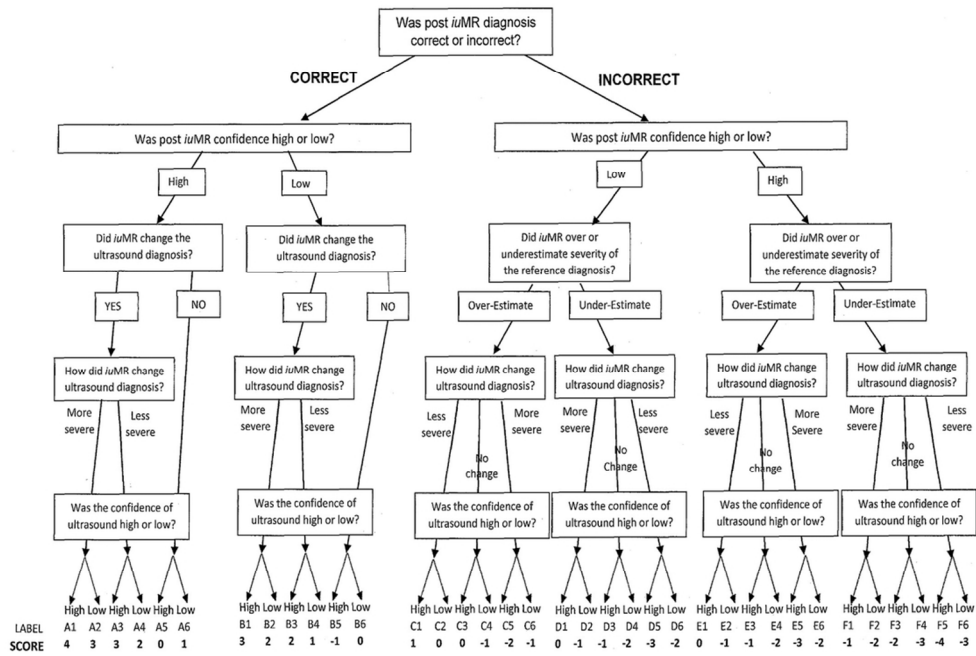 Was post iuMR diagnosis
correct or incorrect?
CORRECT
INCORRECT
Was post iuMR confidence high or low?
Was post iuMR confidence high or low?
High
Low
Low
High
Did iuMR change the
ultrasound diagnosis?
Did iuMR change the
ultrasound diagnosis?
Did iuMR over or
underestimate severity of
the reference diagnosis?
Did iuMR over or
underestimate severity of
the reference diagnosis?
YES
NO
YES
NO
Over-Estimate
Under-Estimate
Over-Estimate
Under-Estimate
How did iuMR change
ultrasound diagnosis?
How did iuMR change
ultrasound diagnosis?
How did iuMR change
ultrasound diagnosis?
How did iuMR change
ultrasound diagnosis?
How did iuMR change
ultrasound diagnosis?
How did iuMR change
ultrasound diagnosis?
More
severe
Less
severe
More
severe
Less
severe
Less
severe
No
change
More
severe
More
severe
No
Change
Less
severe
Less
severe
No
change
More
Severe
More
severe
No
change
Less
severe
Was the confidence of
ultrasound high or low?
Was the confidence of
ultrasound high or low?
Was the confidence of
ultrasound high or low?
Was the confidence of
ultrasound high or low?
Was the confidence of
ultrasound high or low?
Was the confidence of
ultrasound high or low?
High Low High Low High Low High Low High Low High Low High Low High Low High Low High Low High Low High Low High Low High Low High Low High Low High Low High Low
LABEL A1 A2 A3 A4 A5 A6 B1 B2 B3 B4 B5 B6 C1 C2 C3 C4 C5 C6 D1 D2 D3 D4 D5 D6 E1 E2 E3 E4 E5 E6 F1 F2 F3 F4 F5 F6
SCORE 4 3 3 2 0 1 3 2 2 1 -1 0 1 0 0 -1 -2 -1 0 -1 -1 -2 -3 -2 0 -1 -1 -2 -3 -2 -1 -2 -2 -3 -4 -3